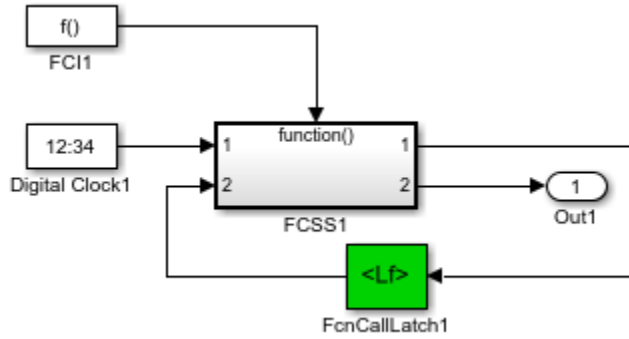 f()
FCI1
function()
12:34
1
1
2
2
1
Digital Clock1
Out1
FCSS1
<Lf>
FcnCallLatch1